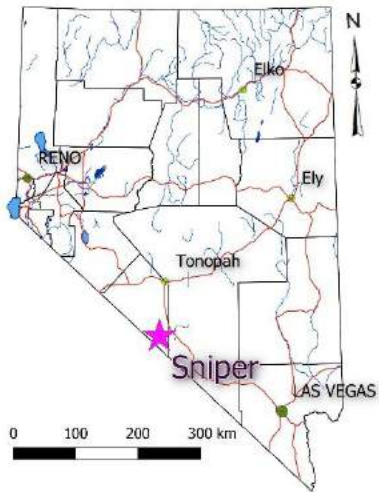 N
Elko
RENO
Ely
Tonopah
Sniper
LAS VEGAS
0 100 200 300 km